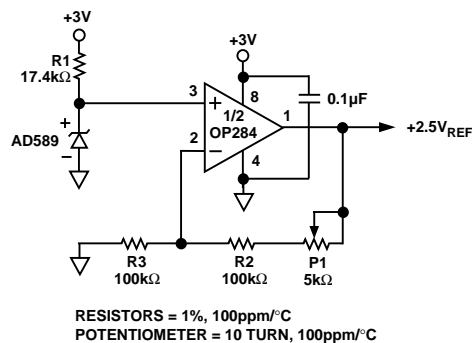 +3V
R1
17.4kΩ
+3V
3
+
8
1/2
OP284
1
0.1µF
+2.5VREF
AD589
+
−
2
−
4
R3
100kΩ
R2
100kΩ
P1
5kΩ
RESISTORS = 1%, 100ppm/°C
POTENTIOMETER = 10 TURN, 100ppm/°C